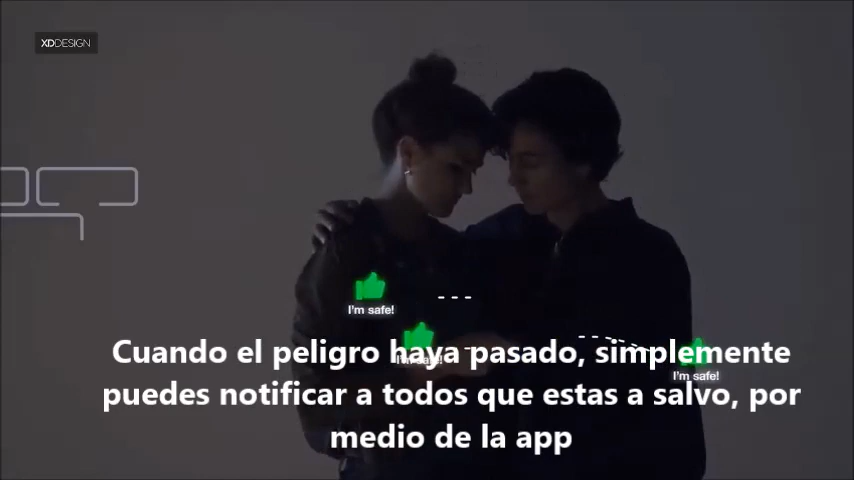 XDDESIGN
I'm safe!
I'm safe!
I'm safe!
Cuando el peligro haya pasado, simplemente
puedes notificar a todos que estas a salvo, por
medio de la app